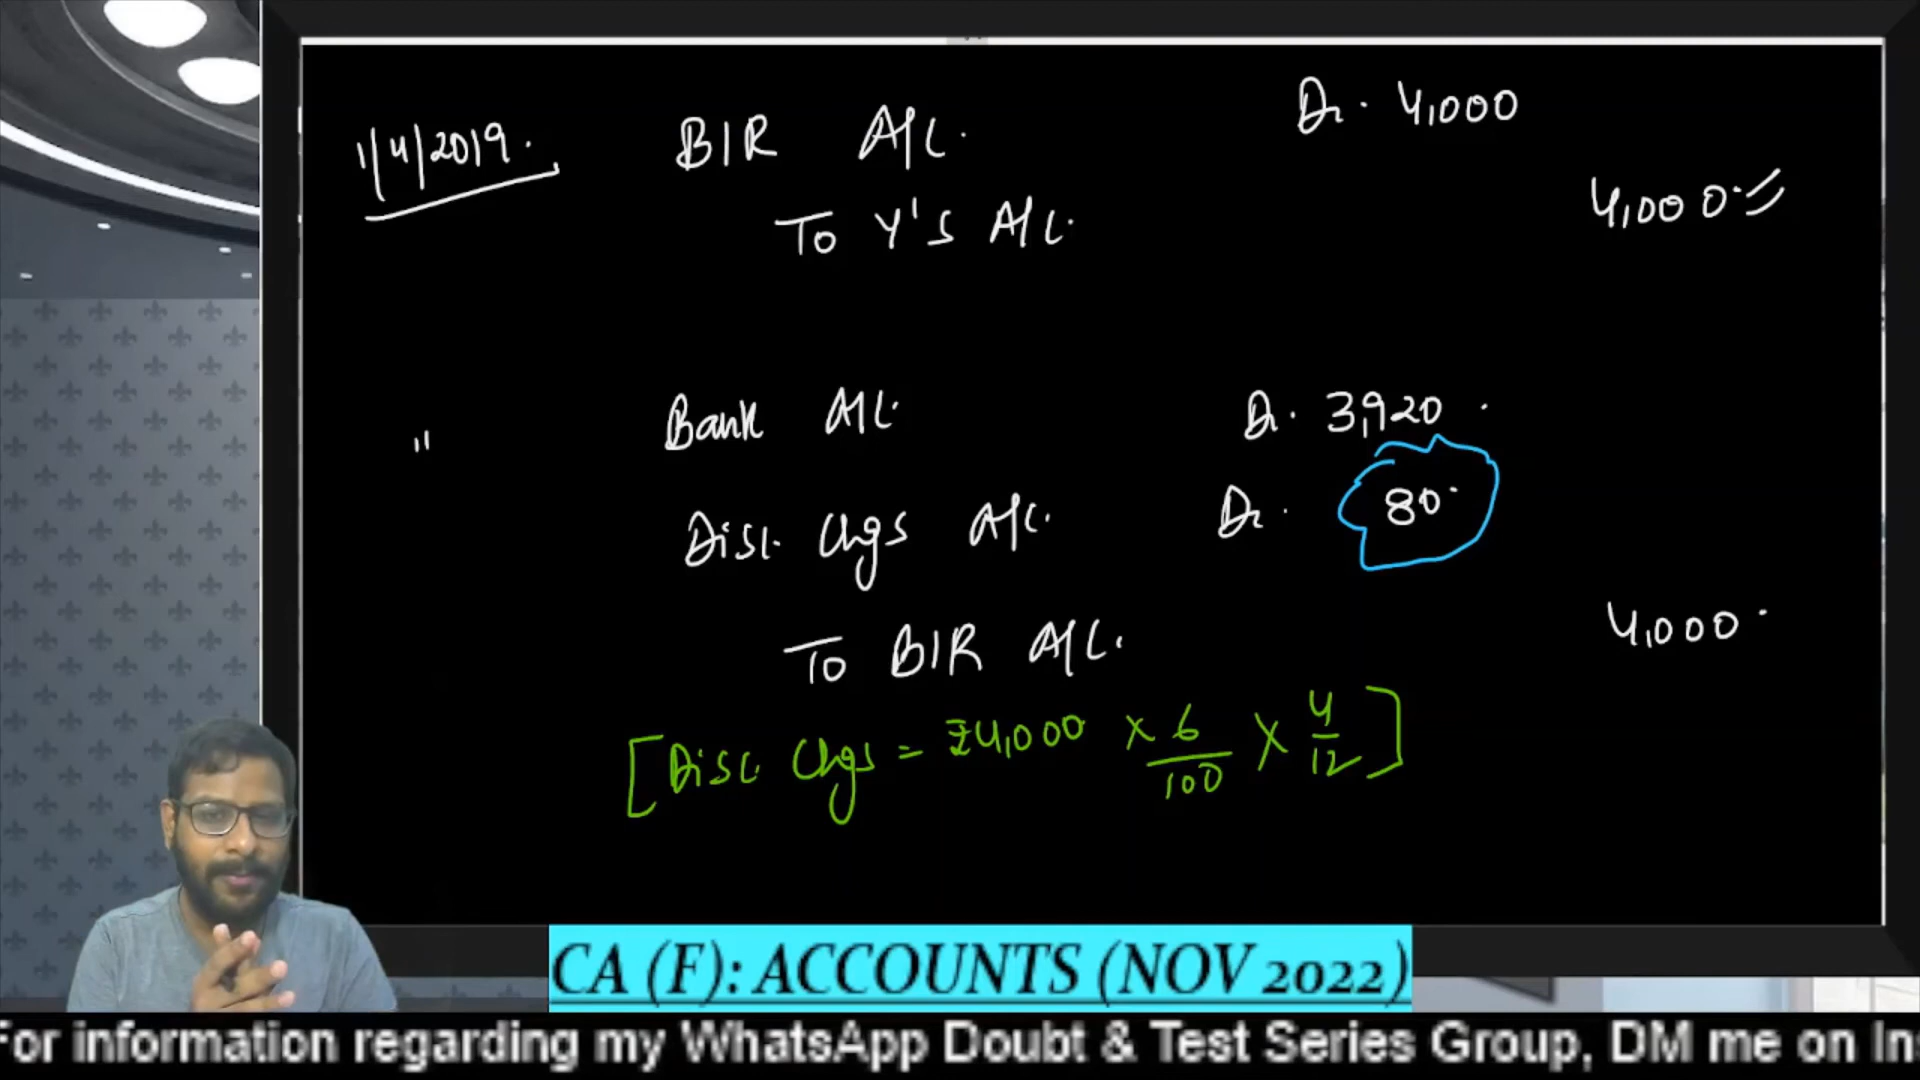 1/4/2019. B/R A/c. Dr. 4,000
To Y's A/c. 4,000
" Bank A/c. Dr. 3,920
Disc. Chgs A/c. Dr. 80
To B/R A/c. 4,000
[Disc. Chgs = ₹4,000 × 6/100 × 4/12]
CA (F): ACCOUNTS (NOV 2022)
For information regarding my WhatsApp Doubt & Test Series Group, DM me on Ins